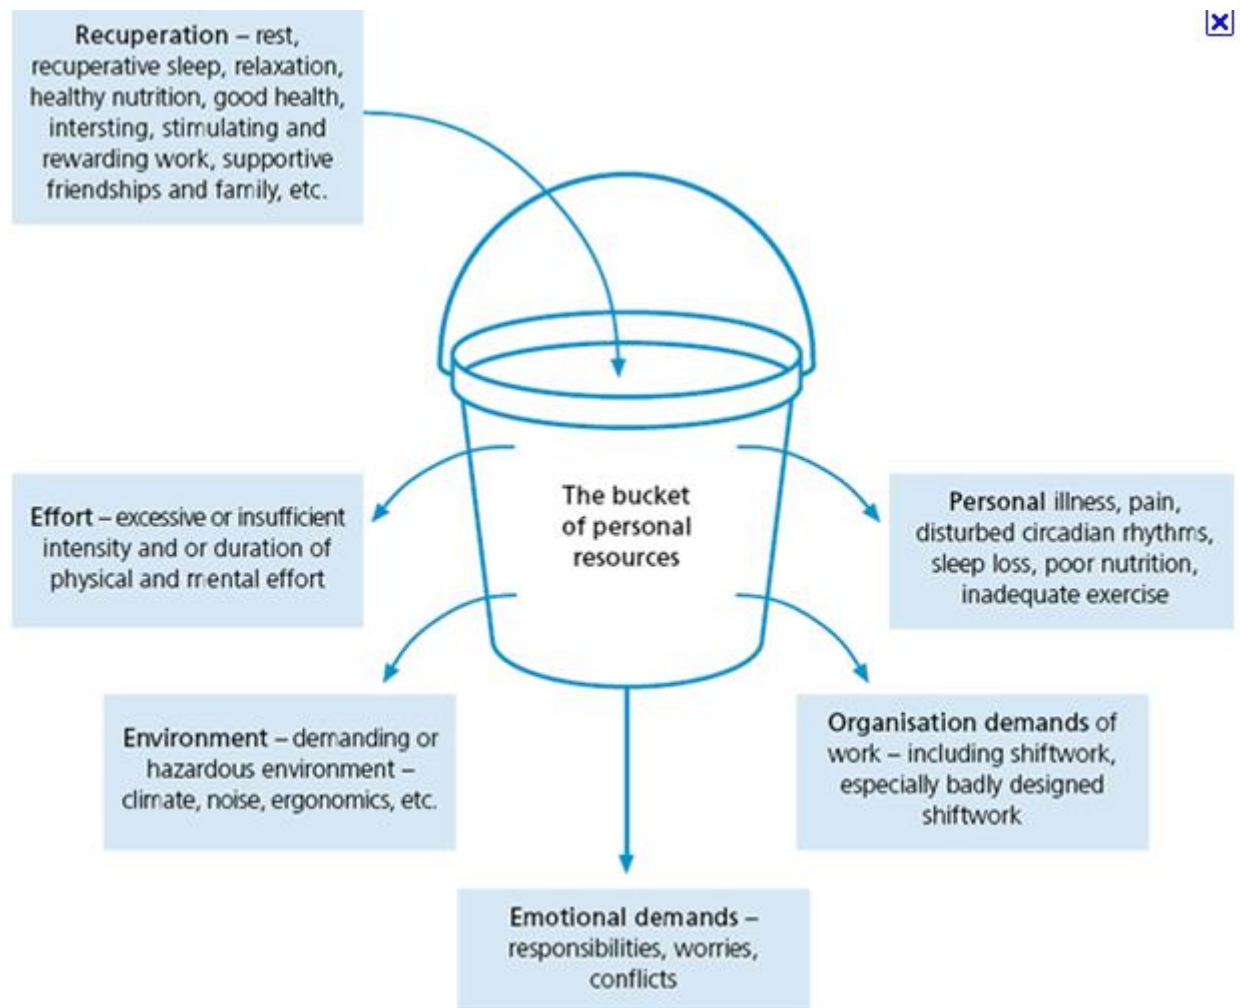 Recuperation – rest,
recuperative sleep, relaxation,
healthy nutrition, good health,
intersting, stimulating and
rewarding work, supportive
friendships and family, etc.
The bucket
of personal
resources
Effort – excessive or insufficient
intensity and or duration of
physical and mental effort
Personal illness, pain,
disturbed circadian rhythms,
sleep loss, poor nutrition,
inadequate exercise
Environment – demanding or
hazardous environment –
climate, noise, ergonomics, etc.
Organisation demands of
work – including shiftwork,
especially badly designed
shiftwork
Emotional demands –
responsibilities, worries,
conflicts